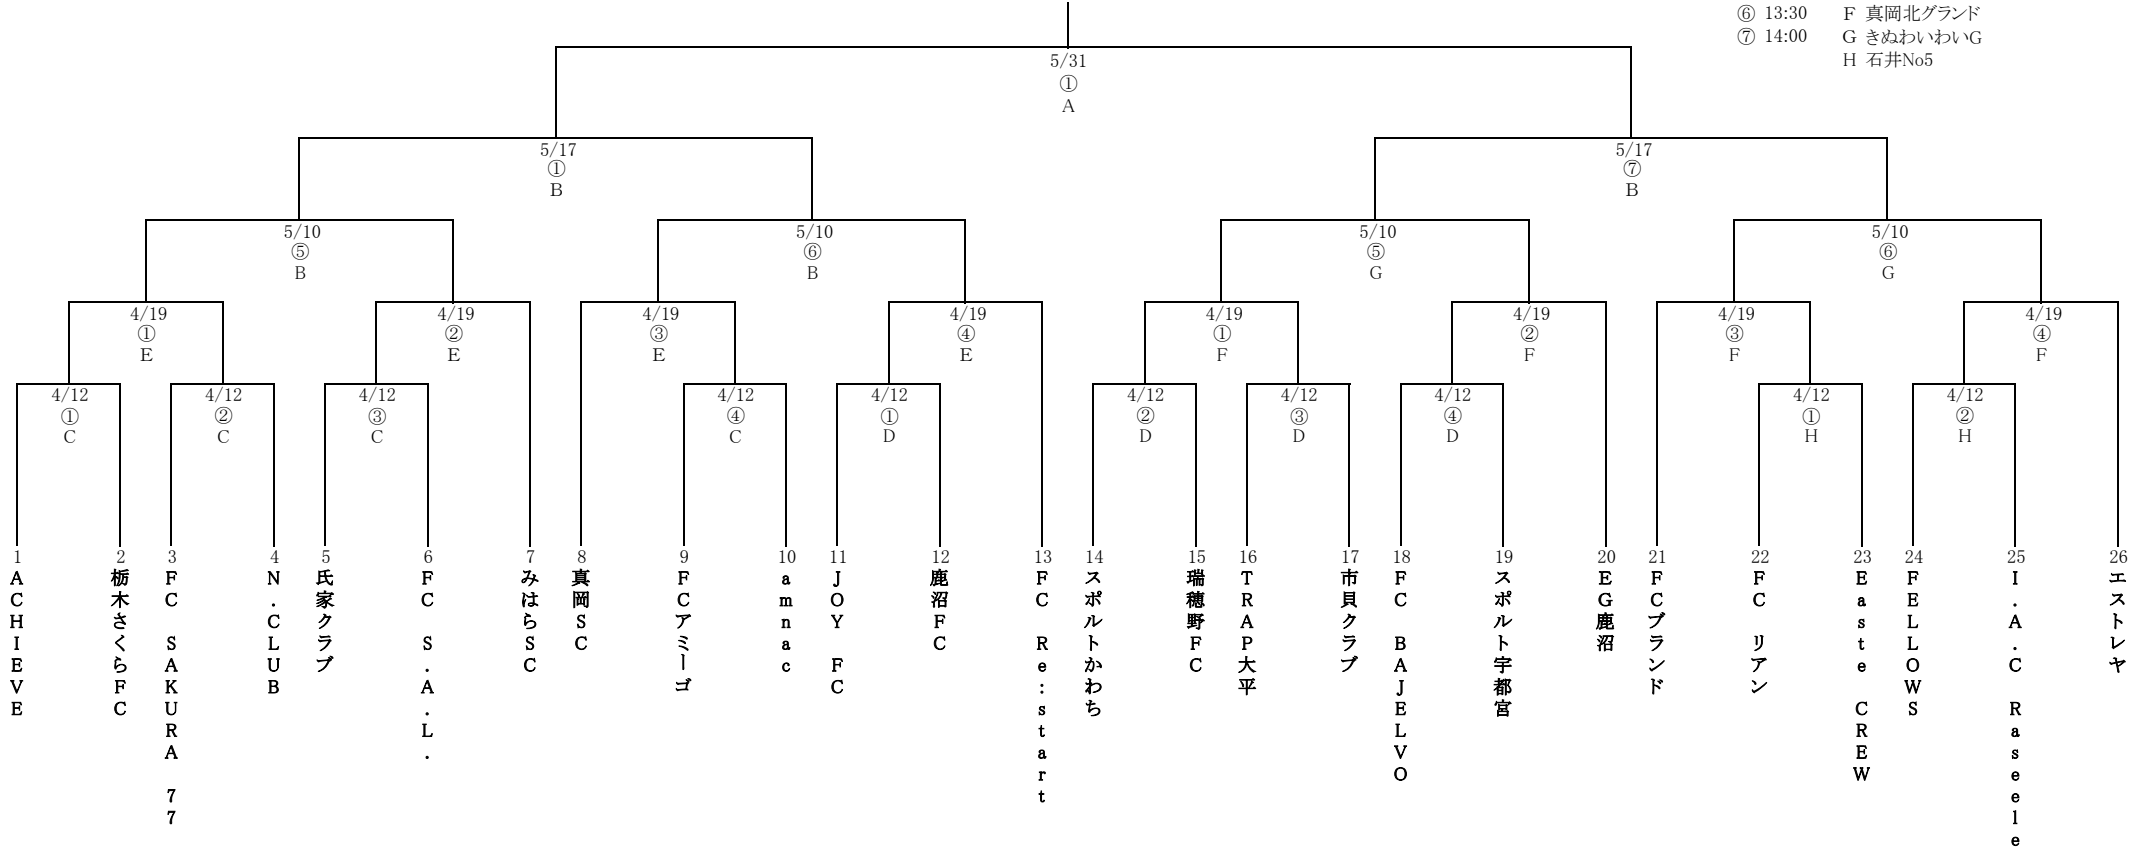 ⑥ 13:30 F 真岡北グランド
⑦ 14:00 G きぬわいわいG
H 石井No5
5/31
①
A
5/17
①
B
5/17
⑦
B
5/10
⑤
B
5/10
⑥
B
5/10
⑤
G
5/10
⑥
G
4/19
①
E
4/19
②
E
4/19
③
E
4/19
④
E
4/19
①
F
4/19
②
F
4/19
③
F
4/19
④
F
4/12
①
C
4/12
②
C
4/12
③
C
4/12
④
C
4/12
①
D
4/12
②
D
4/12
③
D
4/12
④
D
4/12
①
H
4/12
②
H
1 ACHIEVE
2 栃木さくらFC
3 FC SAKURA 77
4 N.CLUB
5 氏家クラブ
6 FC S.A.L.
7 みはらSC
8 真岡SC
9 FCアミーゴ
10 amnac
11 JOY FC
12 鹿沼FC
13 FC Re:start
14 スポルトかわち
15 瑞穂野FC
16 TRAP大平
17 市貝クラブ
18 FC BAJELVO
19 スポルト宇都宮
20 EG鹿沼
21 FCブランド
22 FC リアン
23 Easte CREW
24 FELLOWS
25 I.A.C Raseele
26 エストレヤ